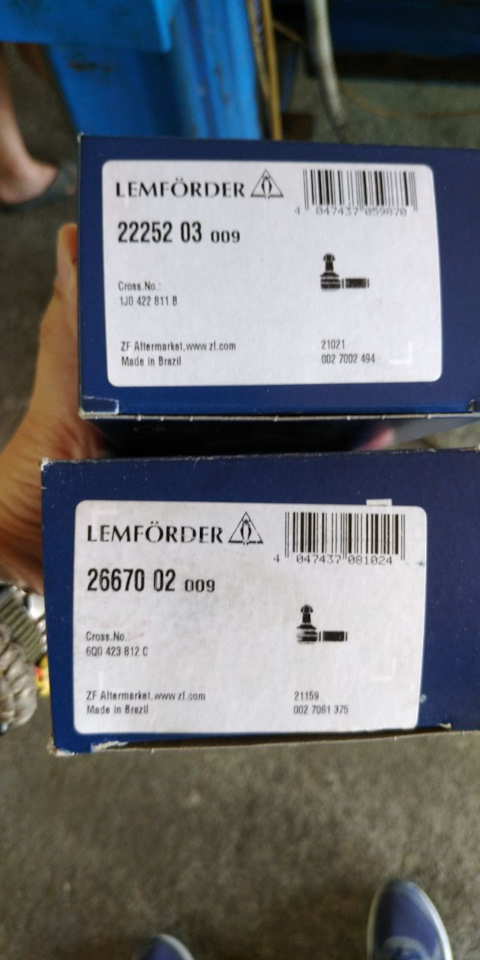 LEMFÖRDER
4 047437 059870
22252 03 009
Cross.No.:
1J0 422 811 B
ZF Aftermarket,www.zf.com
21021
Made in Brazil
002 7002 494
LEMFÖRDER
4 047437 081024
26670 02 009
Cross.No.:
6Q0 423 812 C
ZF Aftermarket,www.zf.com
21159
Made in Brazil
002 7061 375